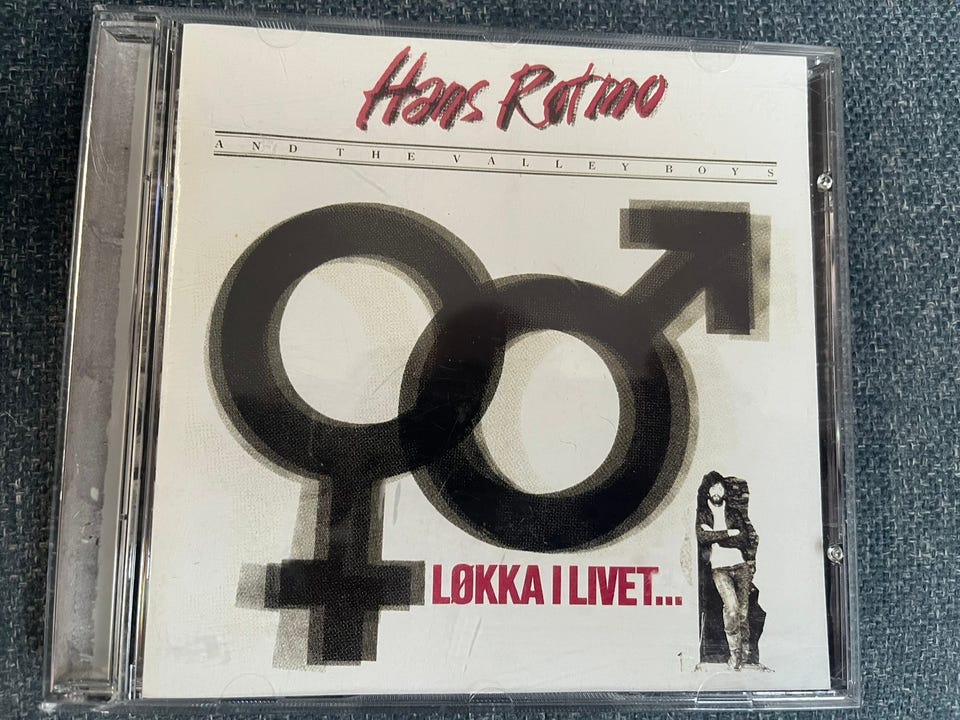 Hans Rotmo
AND THE VALLEY BOYS
LØKKA I LIVET...